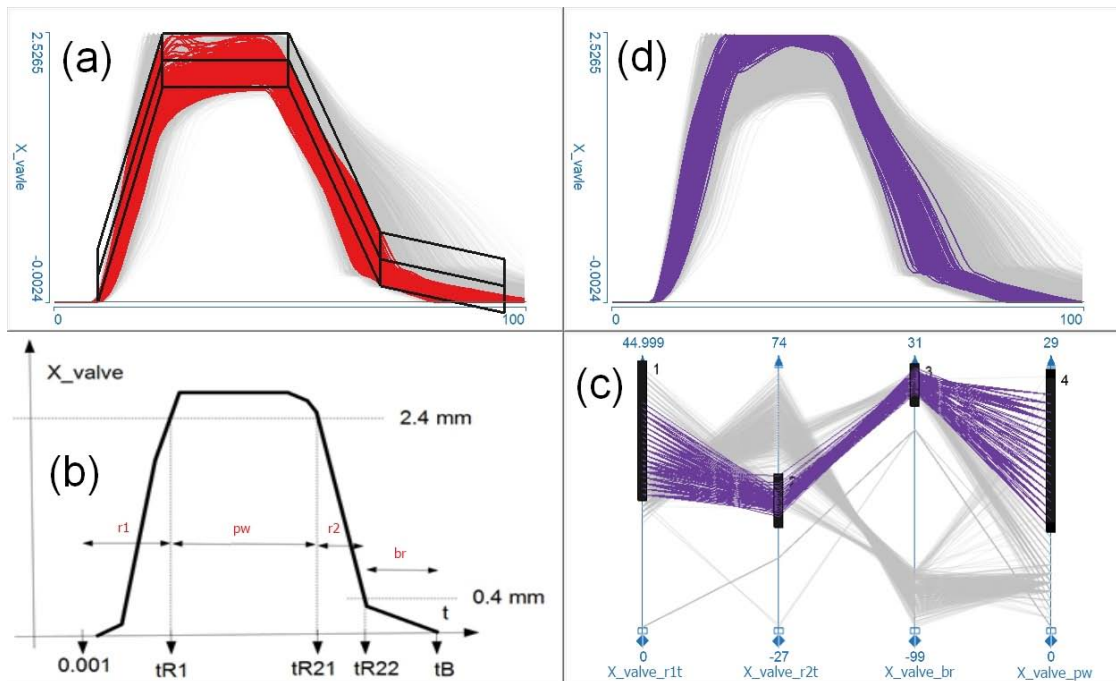 (a)
2.5265
X_vavle
-0.0024
0
100
(d)
2.5265
X_vavle
-0.0024
0
100
(b)
X_valve
2.4 mm
r1
pw
r2
br
0.4 mm
t
0.001
tR1
tR21
tR22
tB
(c)
44.999
74
31
29
1
3
4
0
-27
-99
0
X_valve_r1t
X_valve_r2t
X_valve_br
X_valve_pw